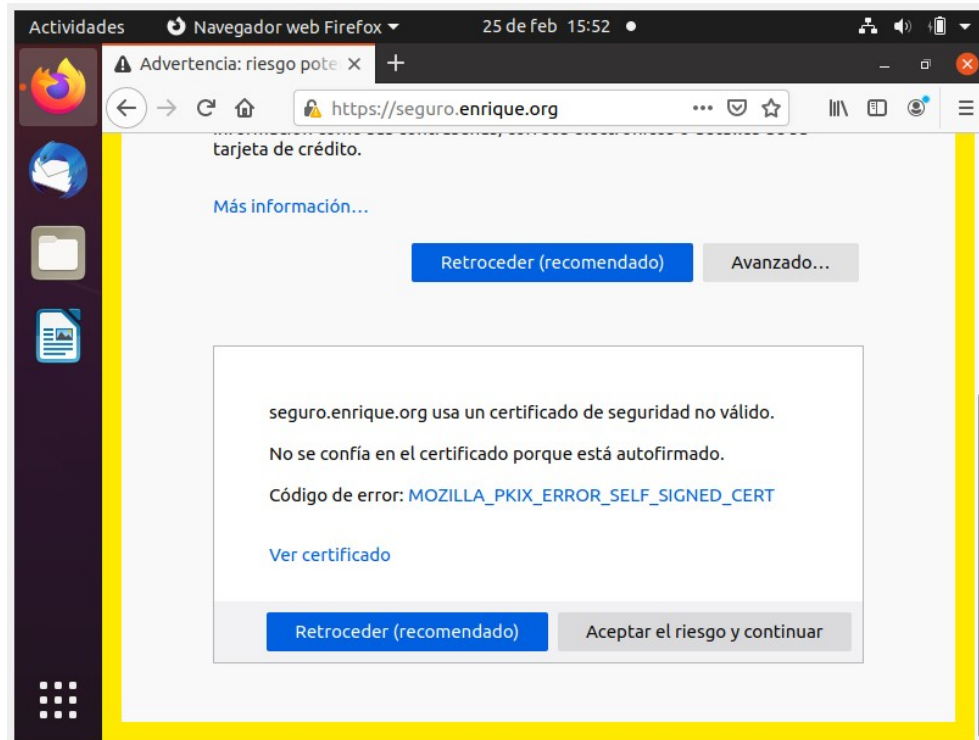 Actividades Navegador web Firefox 25 de feb 15:52
Advertencia: riesgo pote
https://seguro.enrique.org
tarjeta de crédito.
Más información...
Retroceder (recomendado) Avanzado...
seguro.enrique.org usa un certificado de seguridad no válido.
No se confía en el certificado porque está autofirmado.
Código de error: MOZILLA_PKIX_ERROR_SELF_SIGNED_CERT
Ver certificado
Retroceder (recomendado) Aceptar el riesgo y continuar